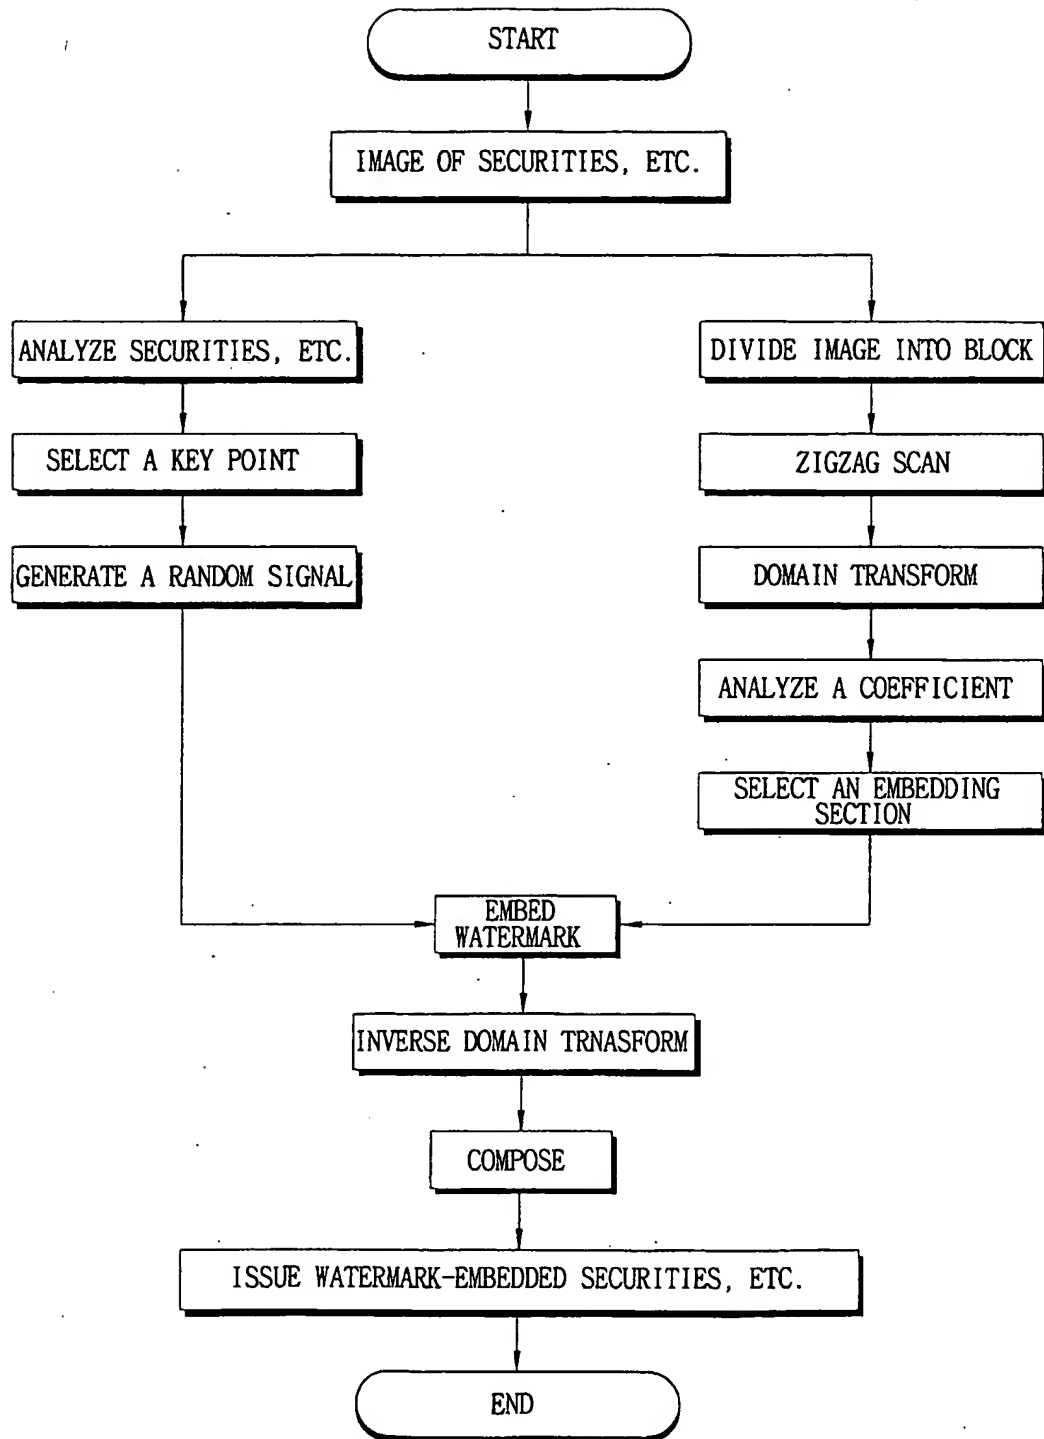 START
IMAGE OF SECURITIES, ETC.
ANALYZE SECURITIES, ETC.
SELECT A KEY POINT
GENERATE A RANDOM SIGNAL
DIVIDE IMAGE INTO BLOCK
ZIGZAG SCAN
DOMAIN TRANSFORM
ANALYZE A COEFFICIENT
SELECT AN EMBEDDING
SECTION
EMBED
WATERMARK
INVERSE DOMAIN TRNASFORM
COMPOSE
ISSUE WATERMARK-EMBEDDED SECURITIES, ETC.
END